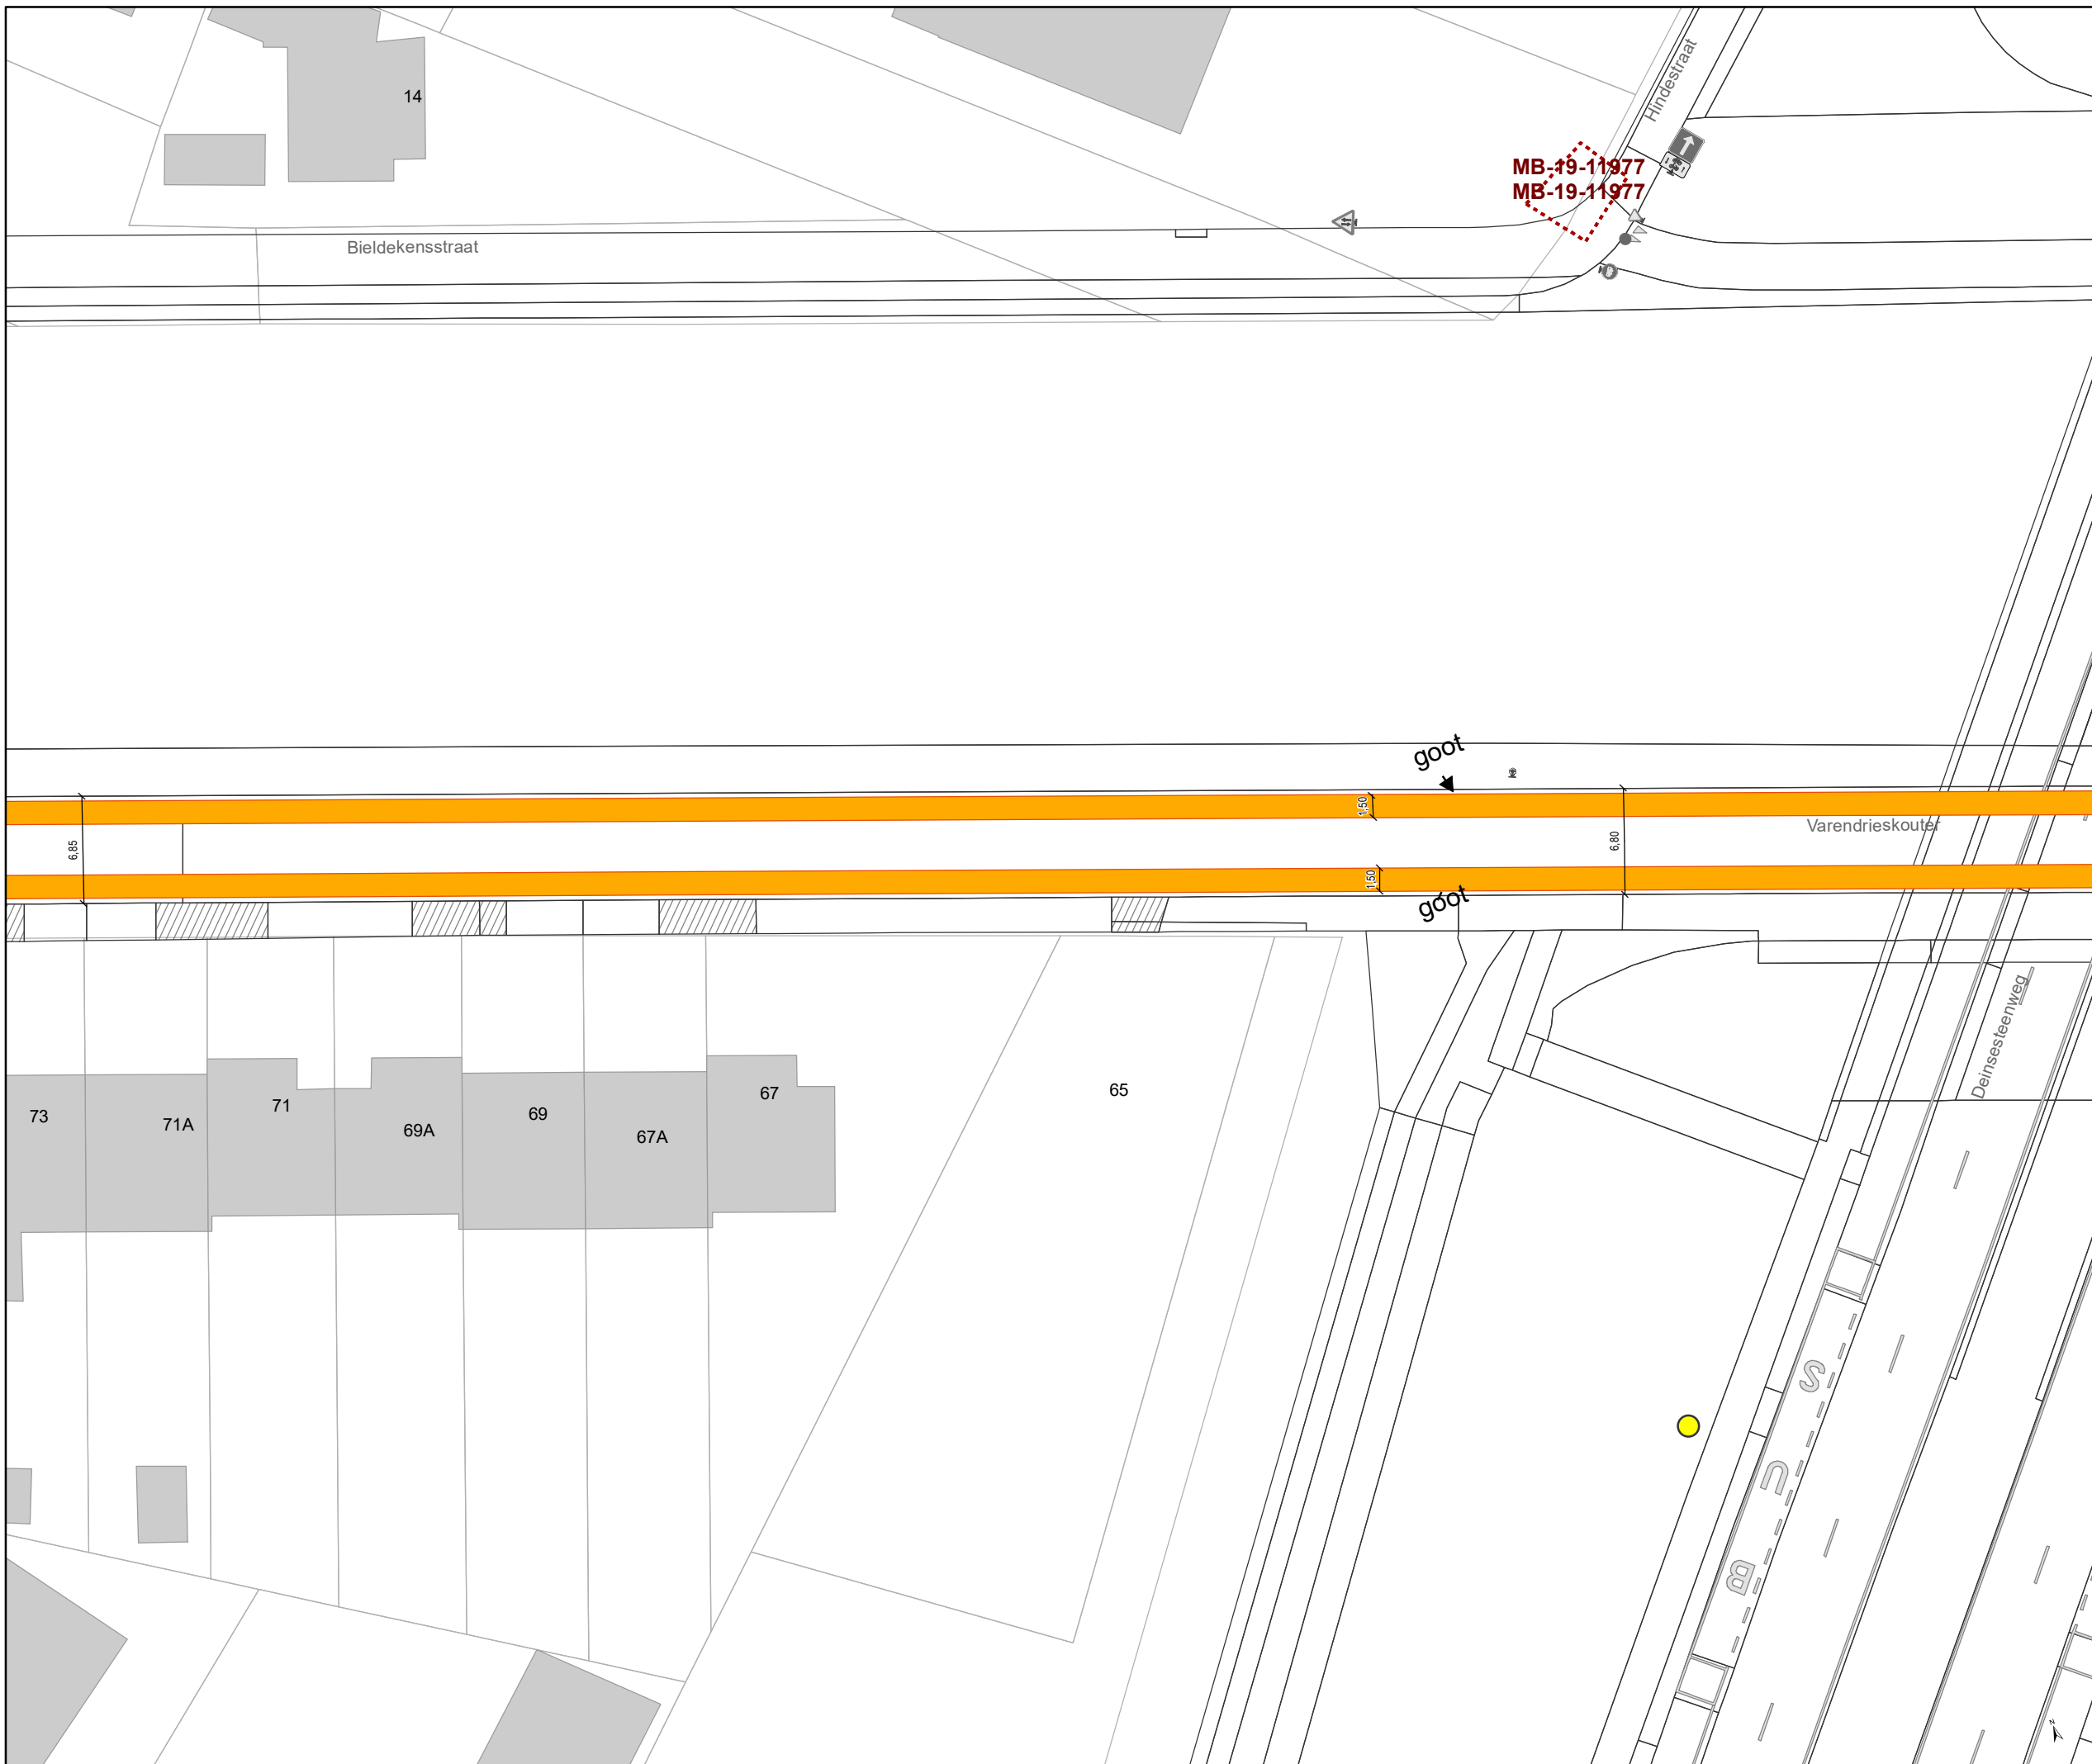 14
Hindestraat
MB-19-11977
MB-19-11977
Bieldekensstraat
goot
1,50
6,85
6,80
Varendrieskouter
1,50
goot
Deinsesteenweg
73
71A
71
69A
69
67A
67
65
BUS
N